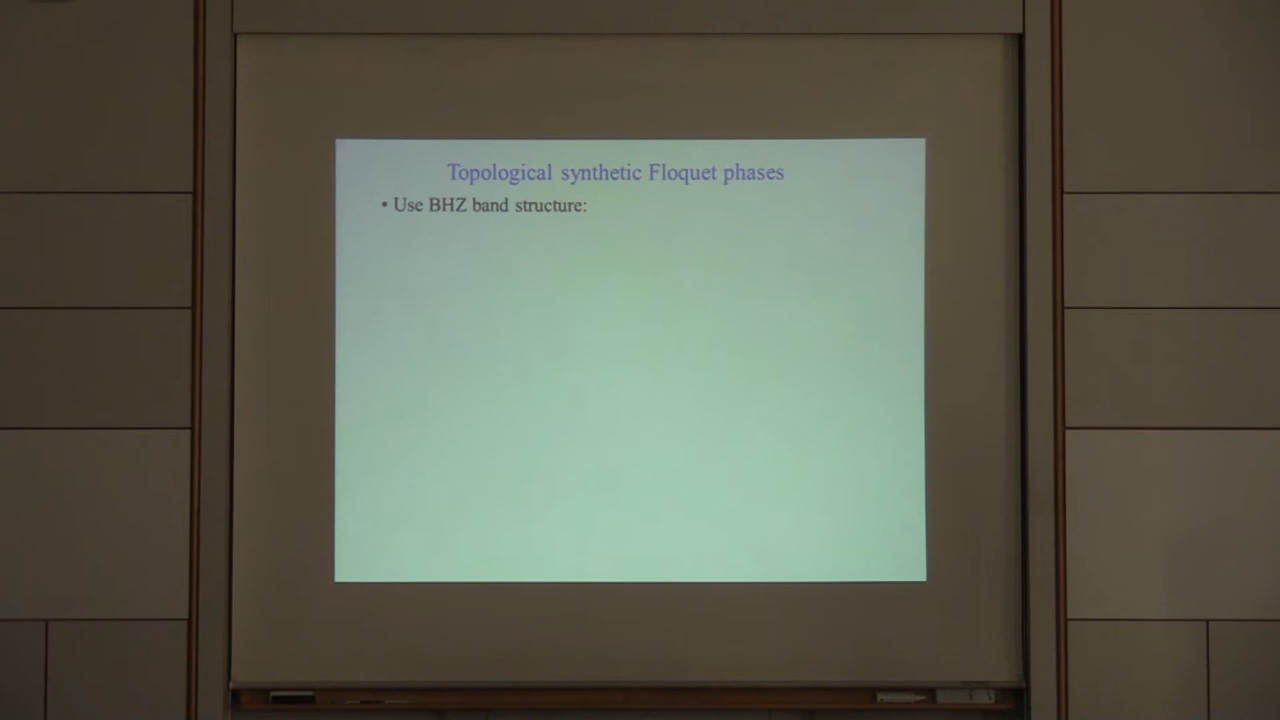 Topological synthetic Floquet phases
• Use BHZ band structure: